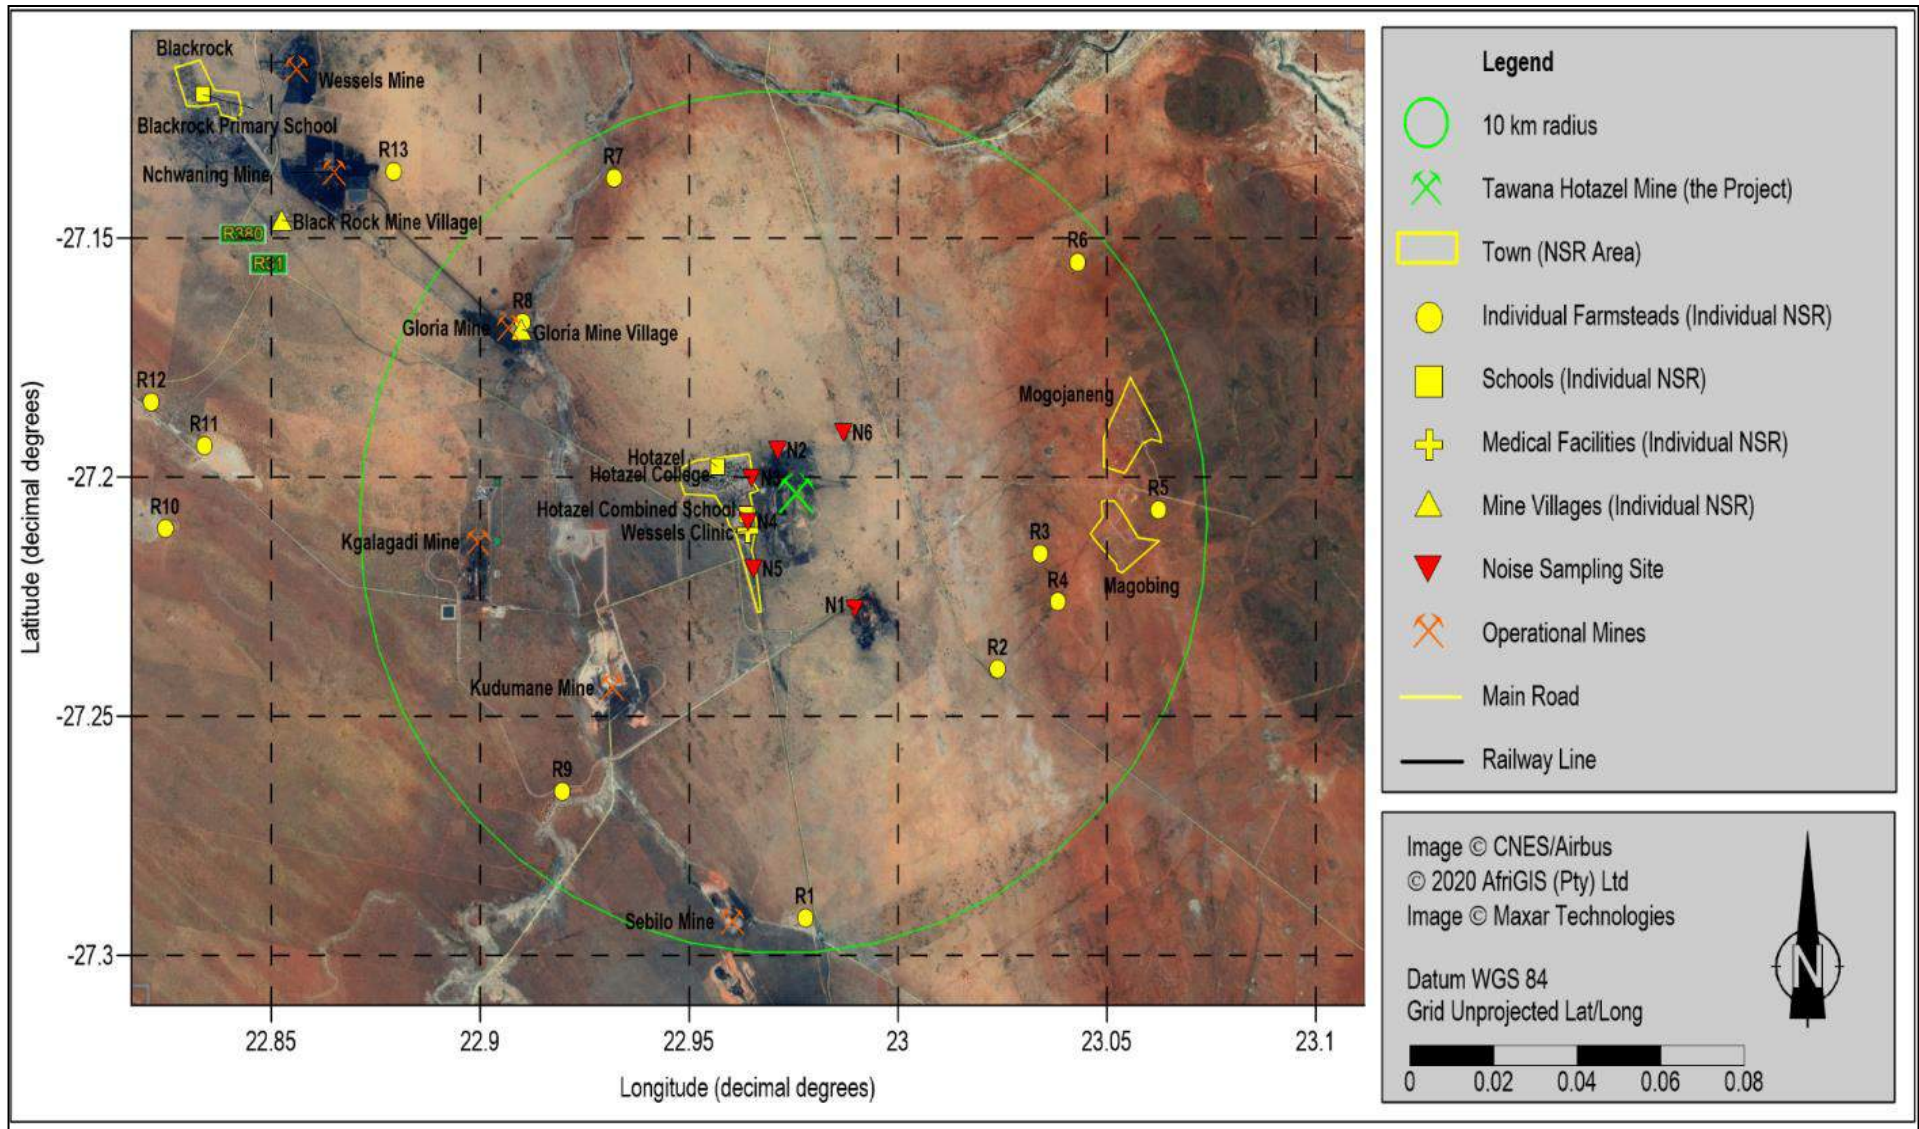 Blackrock
Wessels Mine
Blackrock Primary School
R13
R7
Nchwaning Mine
Black Rock Mine Village
R380
R31
-27.15
R6
R8
Gloria Mine
Gloria Mine Village
R12
Mogojaneng
R11
N6
N2
Hotazel
Hotazel College
N3
-27.2
R5
R10
Hotazel Combined School
N4
Wessels Clinic
Kgalagadi Mine
R3
N5
R4
Magobing
N1
R2
Kudumane Mine
-27.25
R9
R1
Sebilo Mine
-27.3
22.85
22.9
22.95
23
23.05
23.1
Latitude (decimal degrees)
Longitude (decimal degrees)
Legend
10 km radius
Tawana Hotazel Mine (the Project)
Town (NSR Area)
Individual Farmsteads (Individual NSR)
Schools (Individual NSR)
Medical Facilities (Individual NSR)
Mine Villages (Individual NSR)
Noise Sampling Site
Operational Mines
Main Road
Railway Line
Image © CNES/Airbus
© 2020 AfriGIS (Pty) Ltd
Image © Maxar Technologies
Datum WGS 84
Grid Unprojected Lat/Long
N
0 0.02 0.04 0.06 0.08